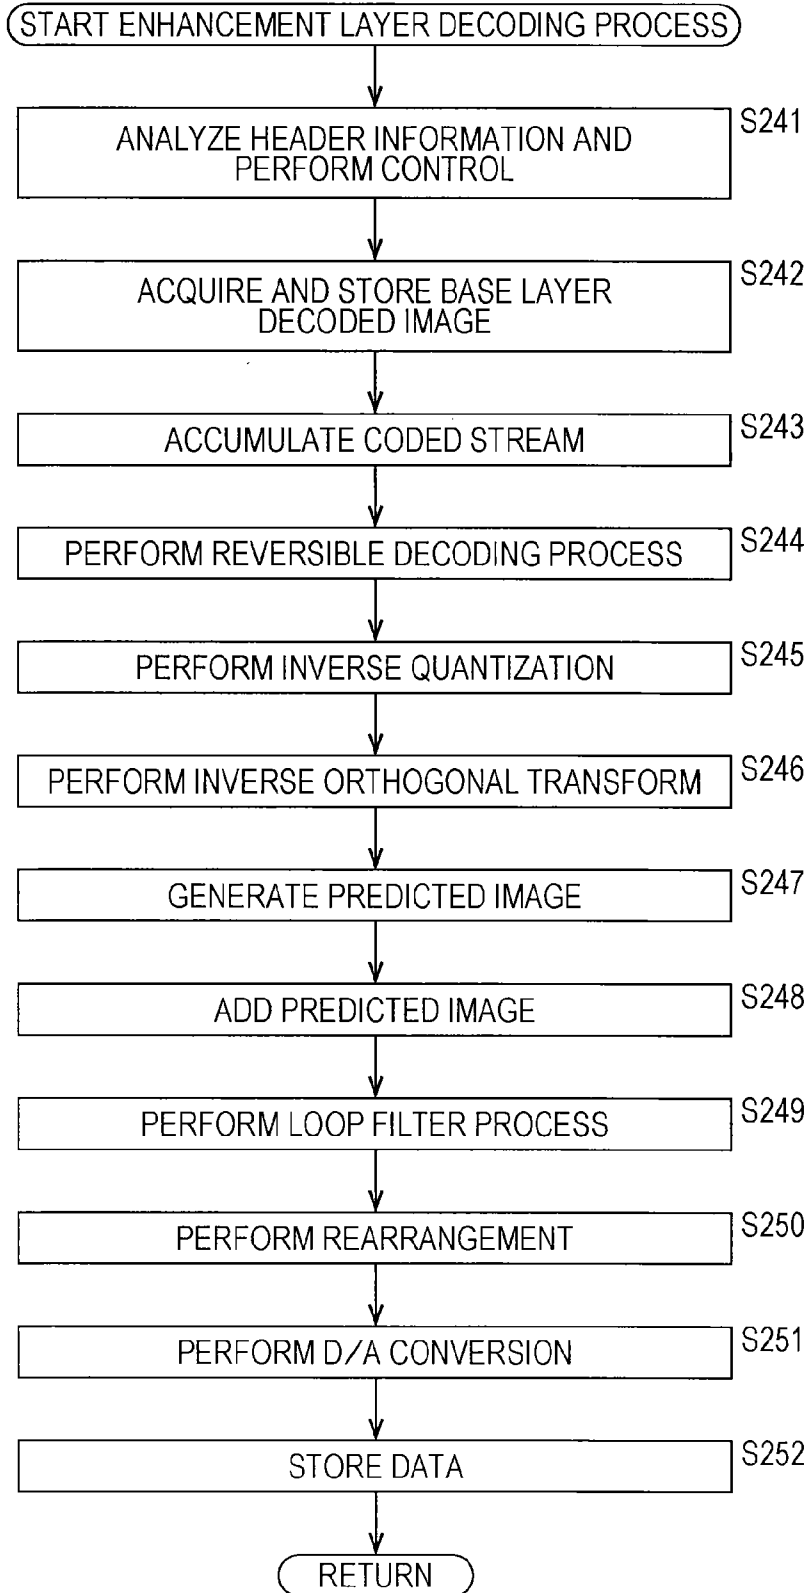 START ENHANCEMENT LAYER DECODING PROCESS
S241
ANALYZE HEADER INFORMATION AND
PERFORM CONTROL
S242
ACQUIRE AND STORE BASE LAYER
DECODED IMAGE
S243
ACCUMULATE CODED STREAM
S244
PERFORM REVERSIBLE DECODING PROCESS
S245
PERFORM INVERSE QUANTIZATION
S246
PERFORM INVERSE ORTHOGONAL TRANSFORM
S247
GENERATE PREDICTED IMAGE
S248
ADD PREDICTED IMAGE
S249
PERFORM LOOP FILTER PROCESS
S250
PERFORM REARRANGEMENT
S251
PERFORM D/A CONVERSION
S252
STORE DATA
RETURN